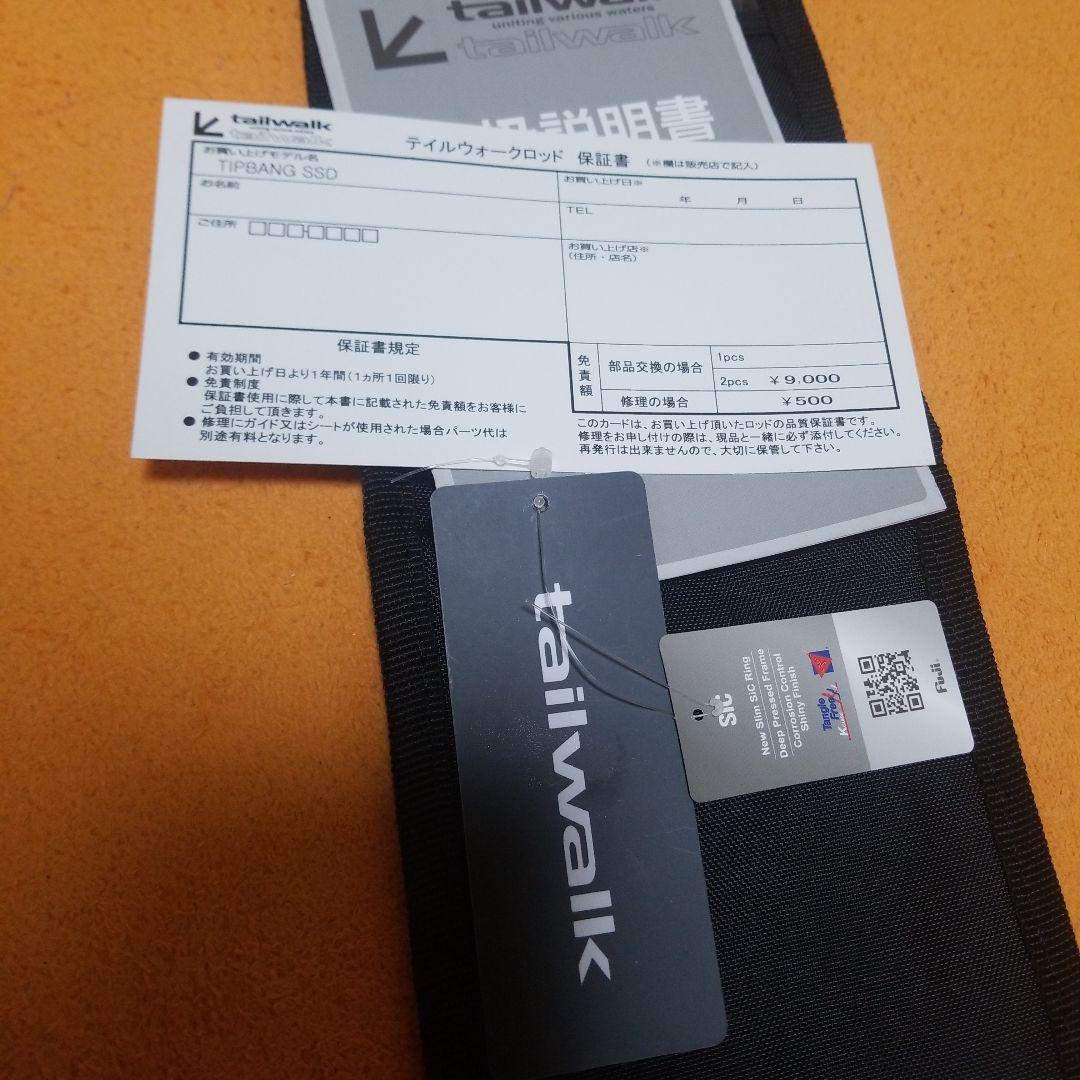 tailwalk
uniting various waters
tailwalk
扱説明書
tailwalk
tailwalk
テイルウォークロッド 保証書 (※欄は販売店で記入)
お買い上げモデル名
TIPBANG SSD
お買い上げ日※
年 月 日
お名前
TEL
ご住所
お買い上げ店※
(住所・店名)
保証書規定
● 有効期間
お買い上げ日より1年間(1ヵ所1回限り)
● 免責制度
保証書使用に際して本書に記載された免責額をお客様に
ご負担して頂きます。
● 修理にガイド又はシートが使用された場合パーツ代は
別途有料となります。
免責額
部品交換の場合
1pcs
2pcs ¥9,000
修理の場合 ¥500
このカードは、お買い上げ頂いたロッドの品質保証書です。
修理をお申し付けの際は、現品と一緒に必ず添付してください。
再発行は出来ませんので、大切に保管して下さい。
tailwalk
SiC
New Slim SiC Ring
Deep Pressed Frame
Corrosion Control
Shiny Finish
Tangle
Free
Fuji